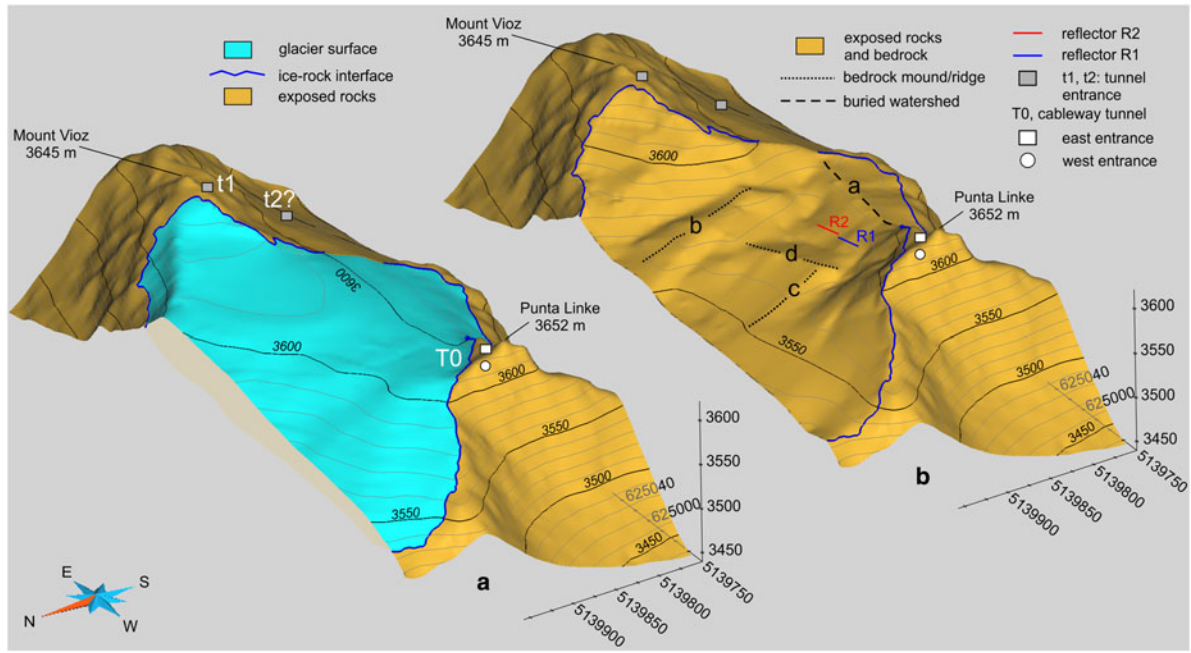 Mount Vioz
3645 m
glacier surface
ice-rock interface
exposed rocks
Mount Vioz
3645 m
t1
t2?
3600
3600
T0
Punta Linke
3652 m
3600
3550
3500
3450
3550
625040
625000
3600
3550
3500
3450
5139750
5139800
5139850
5139900
a
E
S
N
W
exposed rocks
and bedrock
bedrock mound/ridge
buried watershed
reflector R2
reflector R1
t1, t2: tunnel
entrance
T0, cableway tunnel
east entrance
west entrance
3600
a
b
R2
R1
d
c
Punta Linke
3652 m
3600
3550
3550
3500
3450
625040
625000
3600
3550
3500
3450
5139750
5139800
5139850
5139900
b